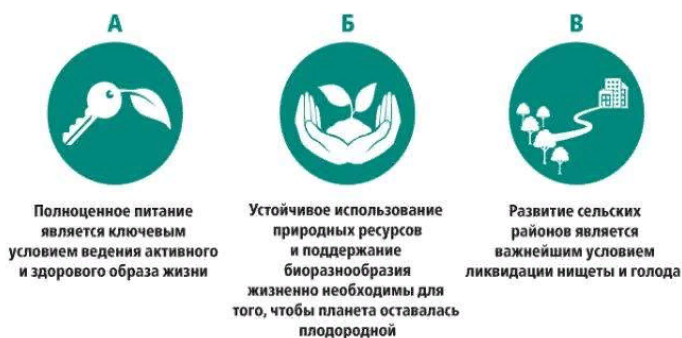 А
Полноценное питание
является ключевым
условием ведения активного
и здорового образа жизни
Б
Устойчивое использование
природных ресурсов
и поддержание
биоразнообразия
жизненно необходимы для
того, чтобы планета оставалась
плодородной
В
Развитие сельских
районов является
важнейшим условием
ликвидации нищеты и голода